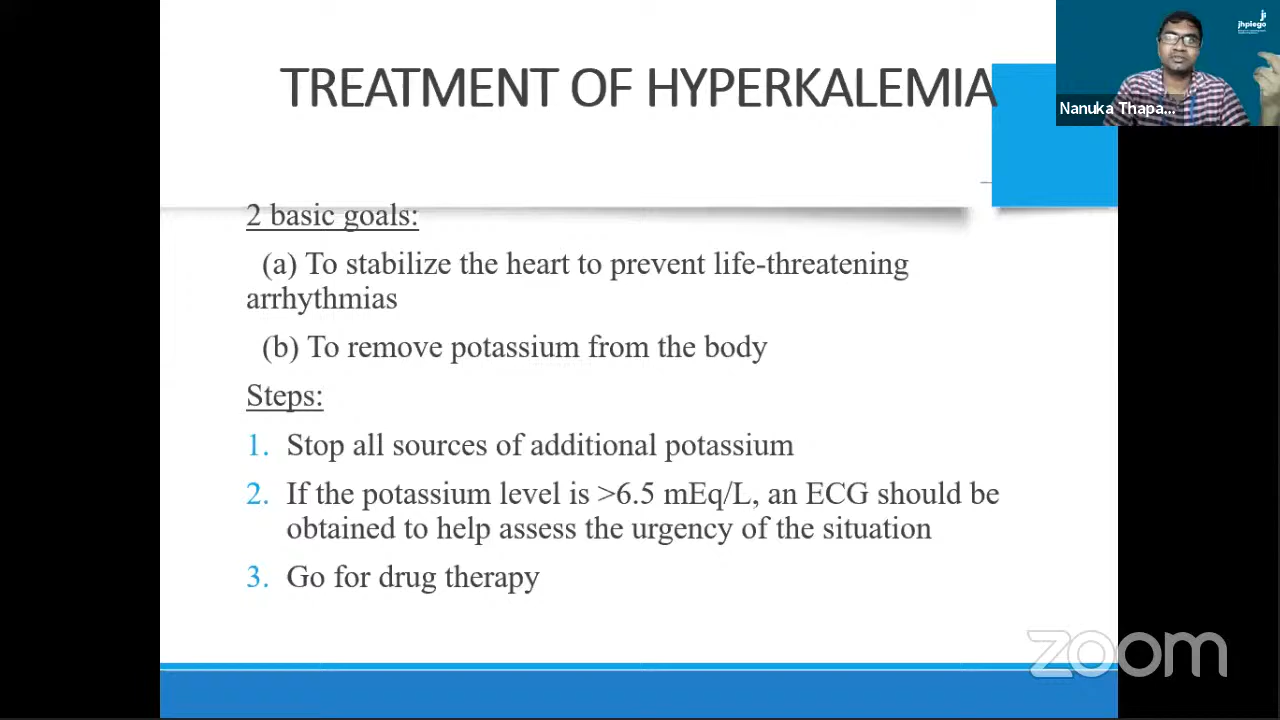 TREATMENT OF HYPERKALEMIA
jhpiego
Nanuka Thapa...
2 basic goals:
(a) To stabilize the heart to prevent life-threatening
arrhythmias
(b) To remove potassium from the body
Steps:
1. Stop all sources of additional potassium
2. If the potassium level is >6.5 mEq/L, an ECG should be
obtained to help assess the urgency of the situation
3. Go for drug therapy
zoom